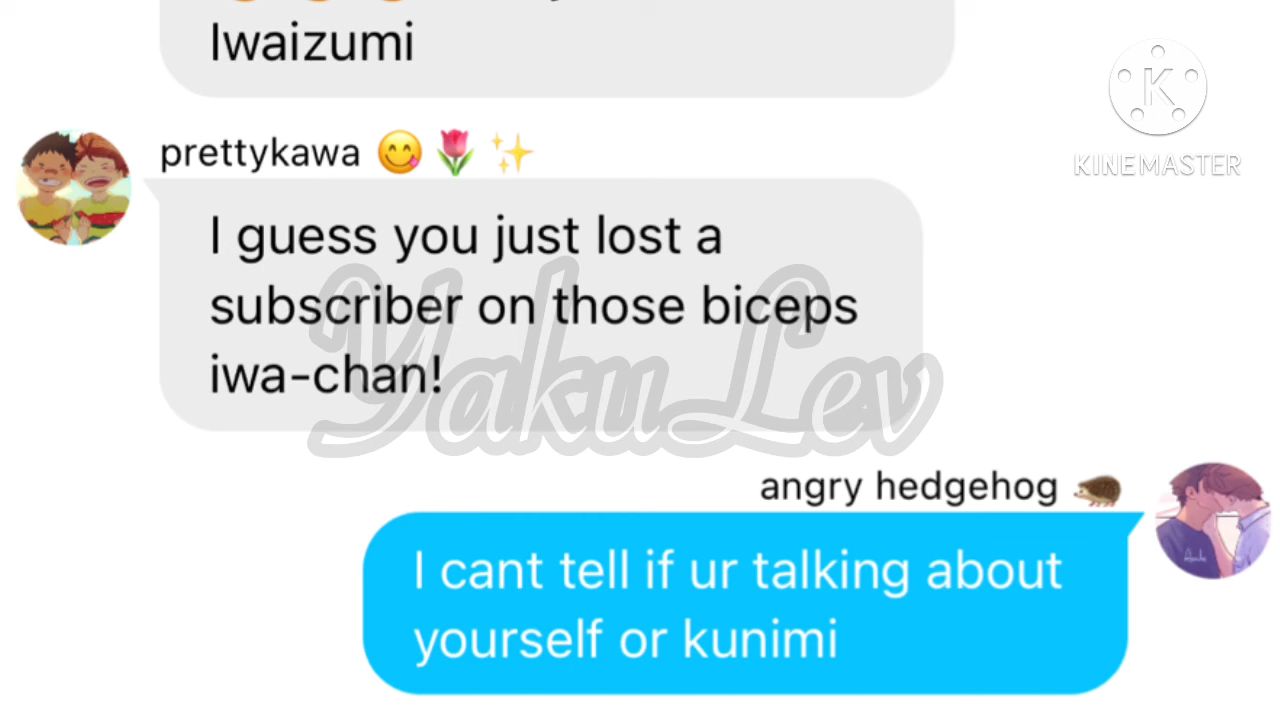 Iwaizumi
K
KINEMASTER
prettykawa 😋 🌷 ✨
I guess you just lost a
subscriber on those biceps
iwa-chan!
YakuLev
angry hedgehog 🦔
I cant tell if ur talking about
yourself or kunimi